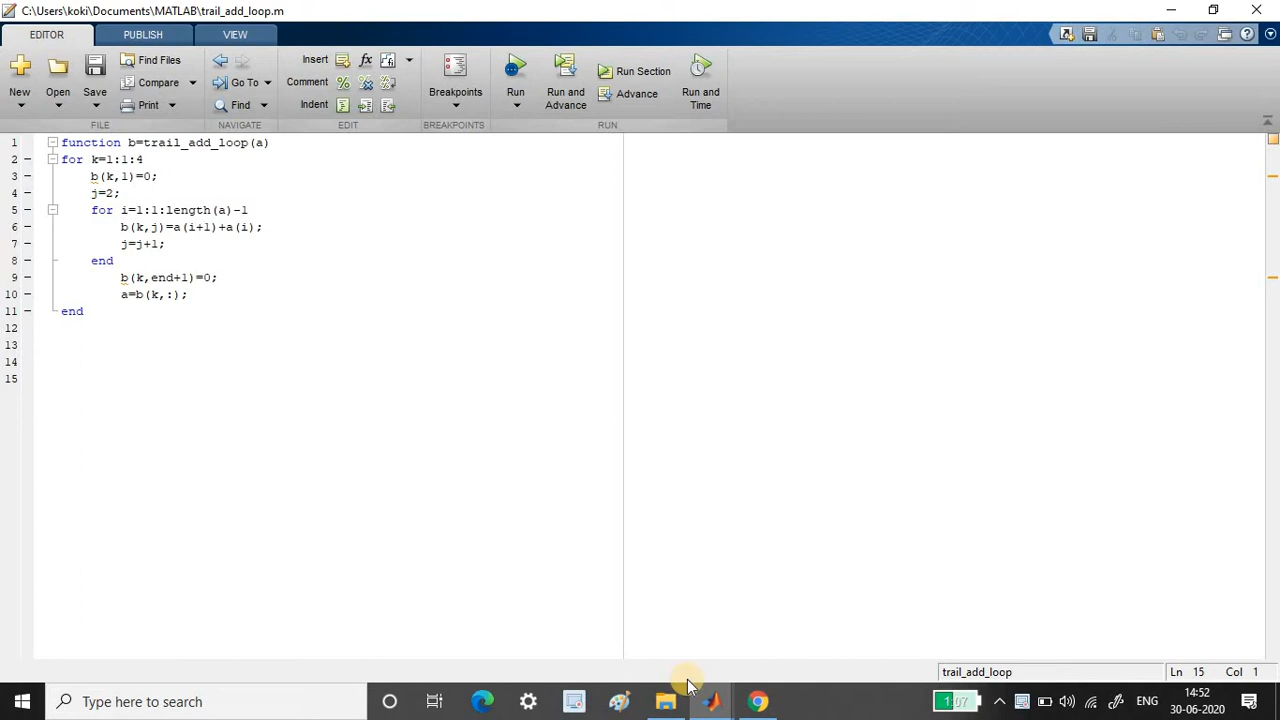 C:\Users\koki\Documents\MATLAB\trail_add_loop.m
EDITOR PUBLISH VIEW
Find Files Insert fx
Compare Go To Comment % Run Section
New Open Save Print Find Indent Breakpoints Run Run and Advance Advance Run and Time
FILE NAVIGATE EDIT BREAKPOINTS RUN
1 function b=trail_add_loop(a)
2 for k=1:1:4
3 b(k,1)=0;
4 j=2;
5 for i=1:1:length(a)-1
6 b(k,j)=a(i+1)+a(i);
7 j=j+1;
8 end
9 b(k,end+1)=0;
10 a=b(k,:);
11 end
12
13
14
15
trail_add_loop Ln 15 Col 1
Type here to search
1:07 ENG 14:52
30-06-2020